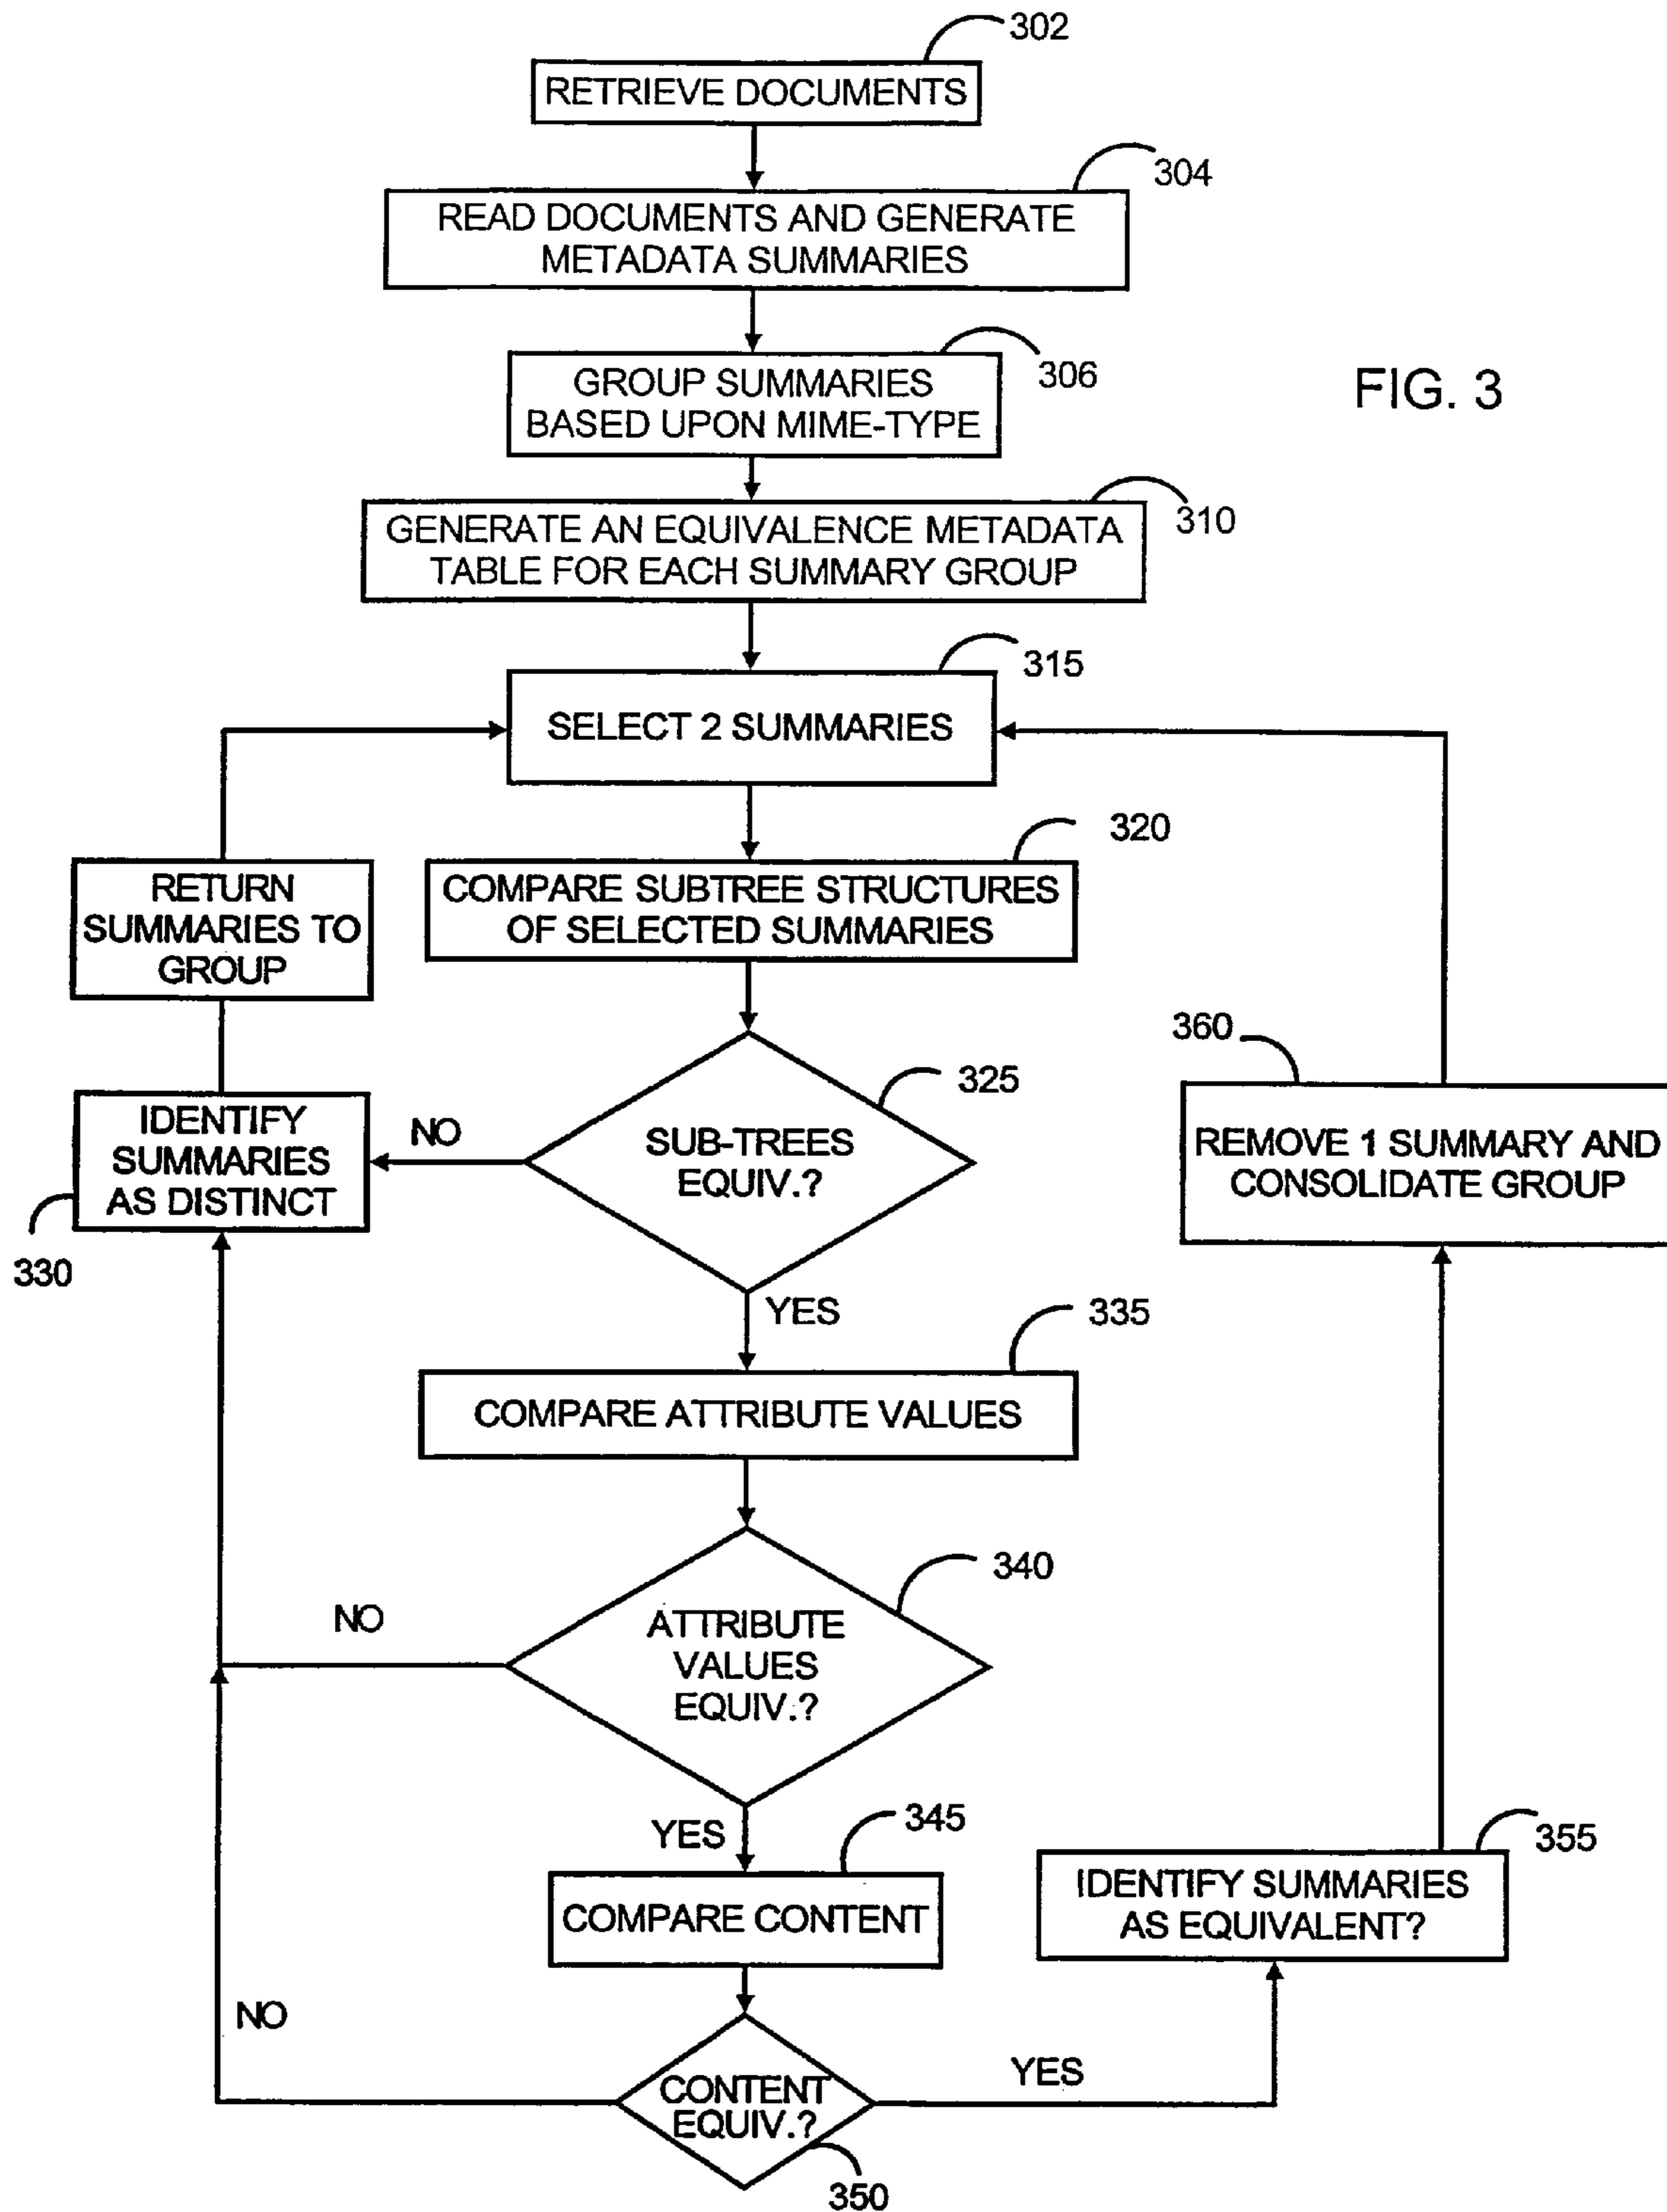 302
RETRIEVE DOCUMENTS
304
READ DOCUMENTS AND GENERATE
METADATA SUMMARIES
306
GROUP SUMMARIES
BASED UPON MIME-TYPE
FIG. 3
310
GENERATE AN EQUIVALENCE METADATA
TABLE FOR EACH SUMMARY GROUP
315
SELECT 2 SUMMARIES
320
COMPARE SUBTREE STRUCTURES
OF SELECTED SUMMARIES
RETURN
SUMMARIES TO
GROUP
325
SUB-TREES
EQUIV.?
NO
IDENTIFY
SUMMARIES
AS DISTINCT
330
360
REMOVE 1 SUMMARY AND
CONSOLIDATE GROUP
YES
335
COMPARE ATTRIBUTE VALUES
340
ATTRIBUTE
VALUES
EQUIV.?
NO
YES
345
COMPARE CONTENT
355
IDENTIFY SUMMARIES
AS EQUIVALENT?
NO
CONTENT
EQUIV.?
YES
350